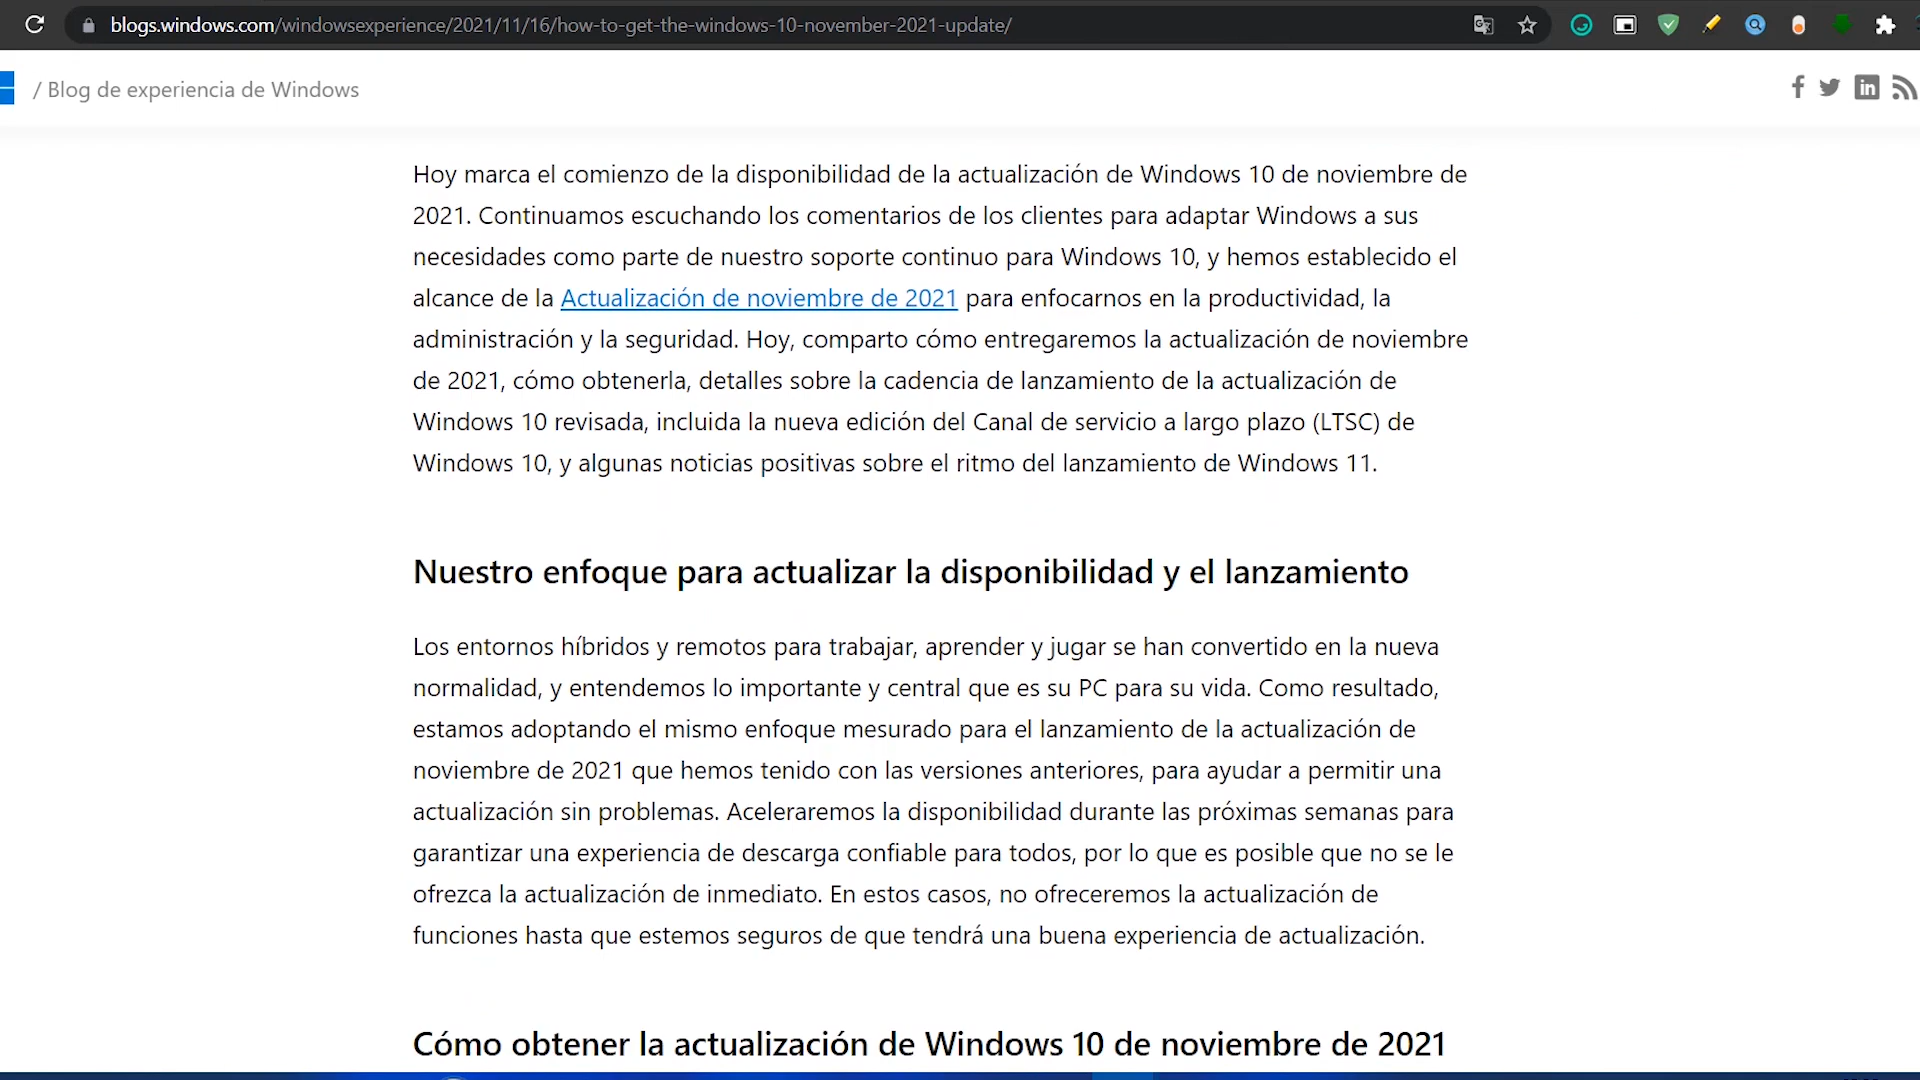 blogs.windows.com/windowsexperience/2021/11/16/how-to-get-the-windows-10-november-2021-update/
/ Blog de experiencia de Windows
Hoy marca el comienzo de la disponibilidad de la actualización de Windows 10 de noviembre de
2021. Continuamos escuchando los comentarios de los clientes para adaptar Windows a sus
necesidades como parte de nuestro soporte continuo para Windows 10, y hemos establecido el
alcance de la Actualización de noviembre de 2021 para enfocarnos en la productividad, la
administración y la seguridad. Hoy, comparto cómo entregaremos la actualización de noviembre
de 2021, cómo obtenerla, detalles sobre la cadencia de lanzamiento de la actualización de
Windows 10 revisada, incluida la nueva edición del Canal de servicio a largo plazo (LTSC) de
Windows 10, y algunas noticias positivas sobre el ritmo del lanzamiento de Windows 11.
Nuestro enfoque para actualizar la disponibilidad y el lanzamiento
Los entornos híbridos y remotos para trabajar, aprender y jugar se han convertido en la nueva
normalidad, y entendemos lo importante y central que es su PC para su vida. Como resultado,
estamos adoptando el mismo enfoque mesurado para el lanzamiento de la actualización de
noviembre de 2021 que hemos tenido con las versiones anteriores, para ayudar a permitir una
actualización sin problemas. Aceleraremos la disponibilidad durante las próximas semanas para
garantizar una experiencia de descarga confiable para todos, por lo que es posible que no se le
ofrezca la actualización de inmediato. En estos casos, no ofreceremos la actualización de
funciones hasta que estemos seguros de que tendrá una buena experiencia de actualización.
Cómo obtener la actualización de Windows 10 de noviembre de 2021